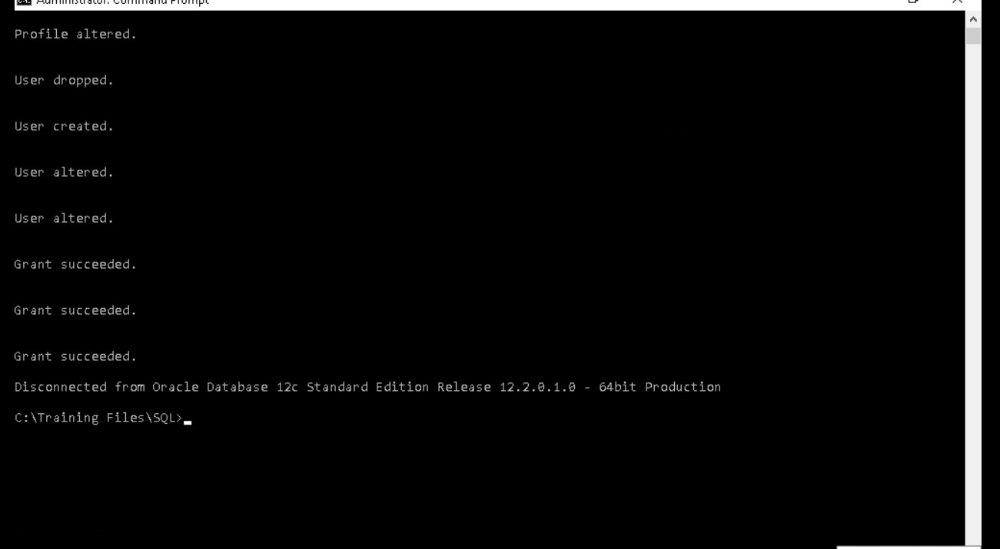 Administrator: Command Prompt
Profile altered.
User dropped.
User created.
User altered.
User altered.
Grant succeeded.
Grant succeeded.
Grant succeeded.
Disconnected from Oracle Database 12c Standard Edition Release 12.2.0.1.0 - 64bit Production
C:\Training Files\SQL>